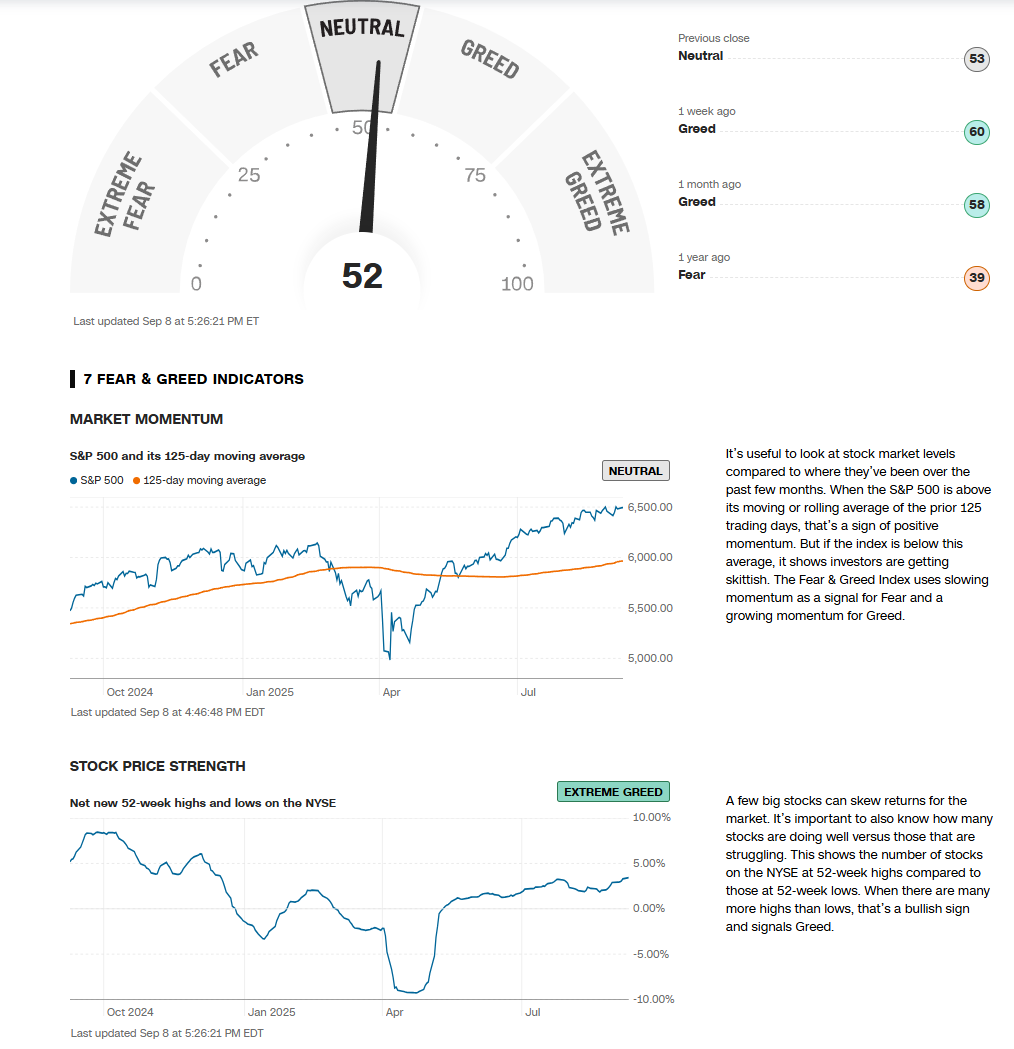 EXTREME FEAR
FEAR
NEUTRAL
GREED
EXTREME GREED
0
25
50
75
100
52
Last updated Sep 8 at 5:26:21 PM ET
Previous close
Neutral
53
1 week ago
Greed
60
1 month ago
Greed
58
1 year ago
Fear
39
7 FEAR & GREED INDICATORS
MARKET MOMENTUM
S&P 500 and its 125-day moving average
NEUTRAL
S&P 500
125-day moving average
6,500.00
6,000.00
5,500.00
5,000.00
Oct 2024
Jan 2025
Apr
Jul
Last updated Sep 8 at 4:46:48 PM EDT
It's useful to look at stock market levels
compared to where they've been over the
past few months. When the S&P 500 is above
its moving or rolling average of the prior 125
trading days, that's a sign of positive
momentum. But if the index is below this
average, it shows investors are getting
skittish. The Fear & Greed Index uses slowing
momentum as a signal for Fear and a
growing momentum for Greed.
STOCK PRICE STRENGTH
Net new 52-week highs and lows on the NYSE
EXTREME GREED
10.00%
5.00%
0.00%
-5.00%
-10.00%
Oct 2024
Jan 2025
Apr
Jul
Last updated Sep 8 at 5:26:21 PM EDT
A few big stocks can skew returns for the
market. It's important to also know how many
stocks are doing well versus those that are
struggling. This shows the number of stocks
on the NYSE at 52-week highs compared to
those at 52-week lows. When there are many
more highs than lows, that's a bullish sign
and signals Greed.